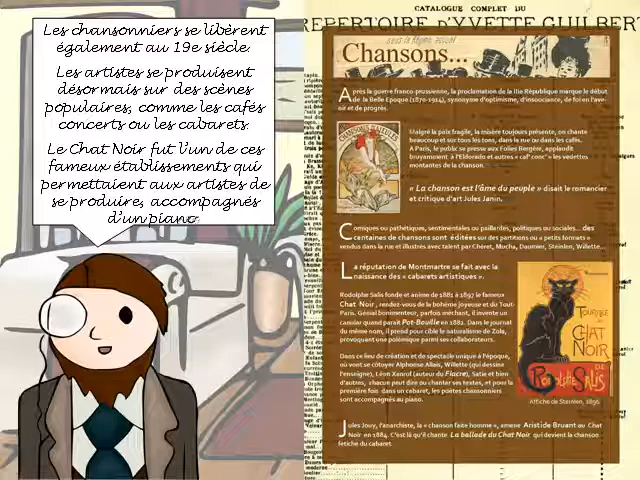 Les chansonniers se libèrent
également au 19e siècle.
Les artistes se produisent
désormais sur des scènes
populaires, comme les cafés
concerts ou les cabarets.
Le Chat Noir fut l'un de ces
fameux établissements qui
permettaient aux artistes de
se produire, accompagnés
d'un piano
CATALOGUE COMPLET DU
REPERTOIRE D'YVETTE GUILBERT
Chansons...
Après la guerre franco-prussienne, la proclamation de la IIIe République marque le début
de la Belle Epoque (1870-1914), synonyme d'optimisme, d'insouciance, de foi en l'ave-
nir et de progrès.
Malgré la paix fragile, la misère toujours présente, on chante
beaucoup et sur tous les tons, dans la rue ou dans les cafés.
A Paris, le public se presse aux Folies Bergère, applaudit
bruyamment à l'Eldorado et autres « caf' conc' » les vedettes
montantes de la chanson.
« La chanson est l'âme du peuple » disait le romancier
et critique d'art Jules Janin.
Comiques ou pathétiques, sentimentales ou paillardes, politiques ou sociales... des
centaines de chansons sont éditées sur des partitions ou « petits formats »
vendus dans la rue et illustrés avec talent par Chéret, Mucha, Daumier, Steinlen, Willette...
La réputation de Montmartre se fait avec la
naissance des « cabarets artistiques ».
Rodolphe Salis fonde et anime de 1881 à 1897 le fameux
Chat Noir, rendez-vous de la bohème joyeuse et du Tout-
Paris. Génial bonimenteur, parfois méchant, il invente un
canular quand paraît Pot-Bouille en 1882. Dans le journal
du même nom, il prend pour cible le naturalisme de Zola,
provoquant une polémique parmi ses collaborateurs.
Dans ce lieu de création et de spectacle unique à l'époque,
où vont se côtoyer Alphonse Allais, Willette (qui dessine
l'enseigne), Léon Xanrof (auteur du Fiacre), Satie et bien
d'autres, chacun peut dire ou chanter ses textes, et pour la
première fois, dans un cabaret, les poètes chansonniers
sont accompagnés au piano.
TOURNÉE
du
CHAT
NOIR
Rodolphe
SALIS
Affiche de Steinlen, 1896
Jules Jouy, l'anarchiste, la « chanson faite homme », amène Aristide Bruant au Chat
Noir en 1884. C'est là qu'il chante La ballade du Chat Noir qui devient la chanson
fétiche du cabaret.